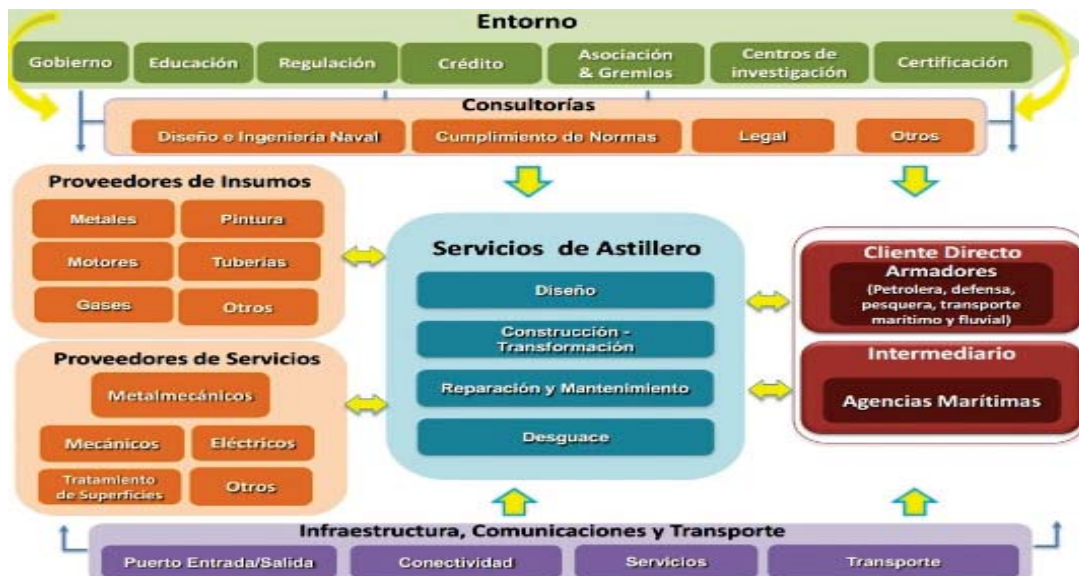 Entorno
Gobierno
Educación
Regulación
Crédito
Asociación
& Gremios
Centros de
investigación
Certificación
Consultorías
Diseño e Ingeniería Naval
Cumplimiento de Normas
Legal
Otros
Proveedores de Insumos
Metales
Pintura
Motores
Tuberías
Gases
Otros
Proveedores de Servicios
Metalmecánicos
Mecánicos
Eléctricos
Tratamiento
de Superficies
Otros
Servicios de Astillero
Diseño
Construcción -
Transformación
Reparación y Mantenimiento
Desguace
Cliente Directo
Armadores
(Petrolera, defensa,
pesquera, transporte
marítimo y fluvial)
Intermediario
Agencias Marítimas
Infraestructura, Comunicaciones y Transporte
Puerto Entrada/Salida
Conectividad
Servicios
Transporte